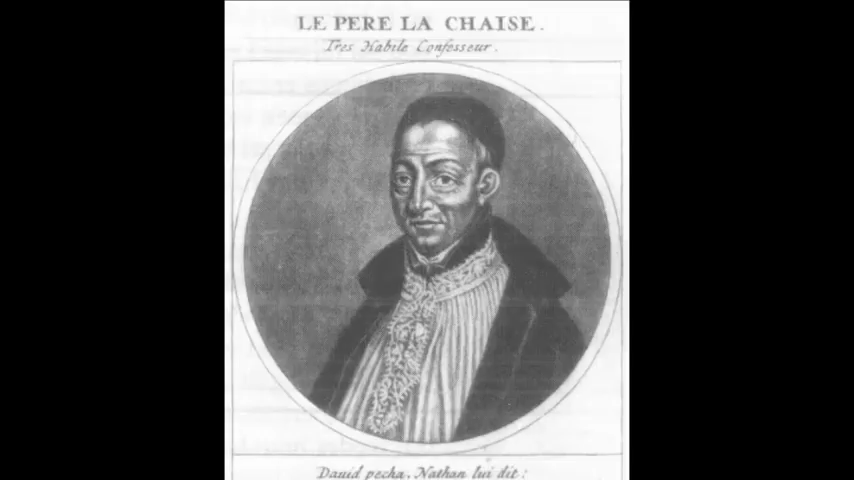 LE PERE LA CHAISE.
Tres Habile Confesseur.
David pecha, Nathan lui dit: